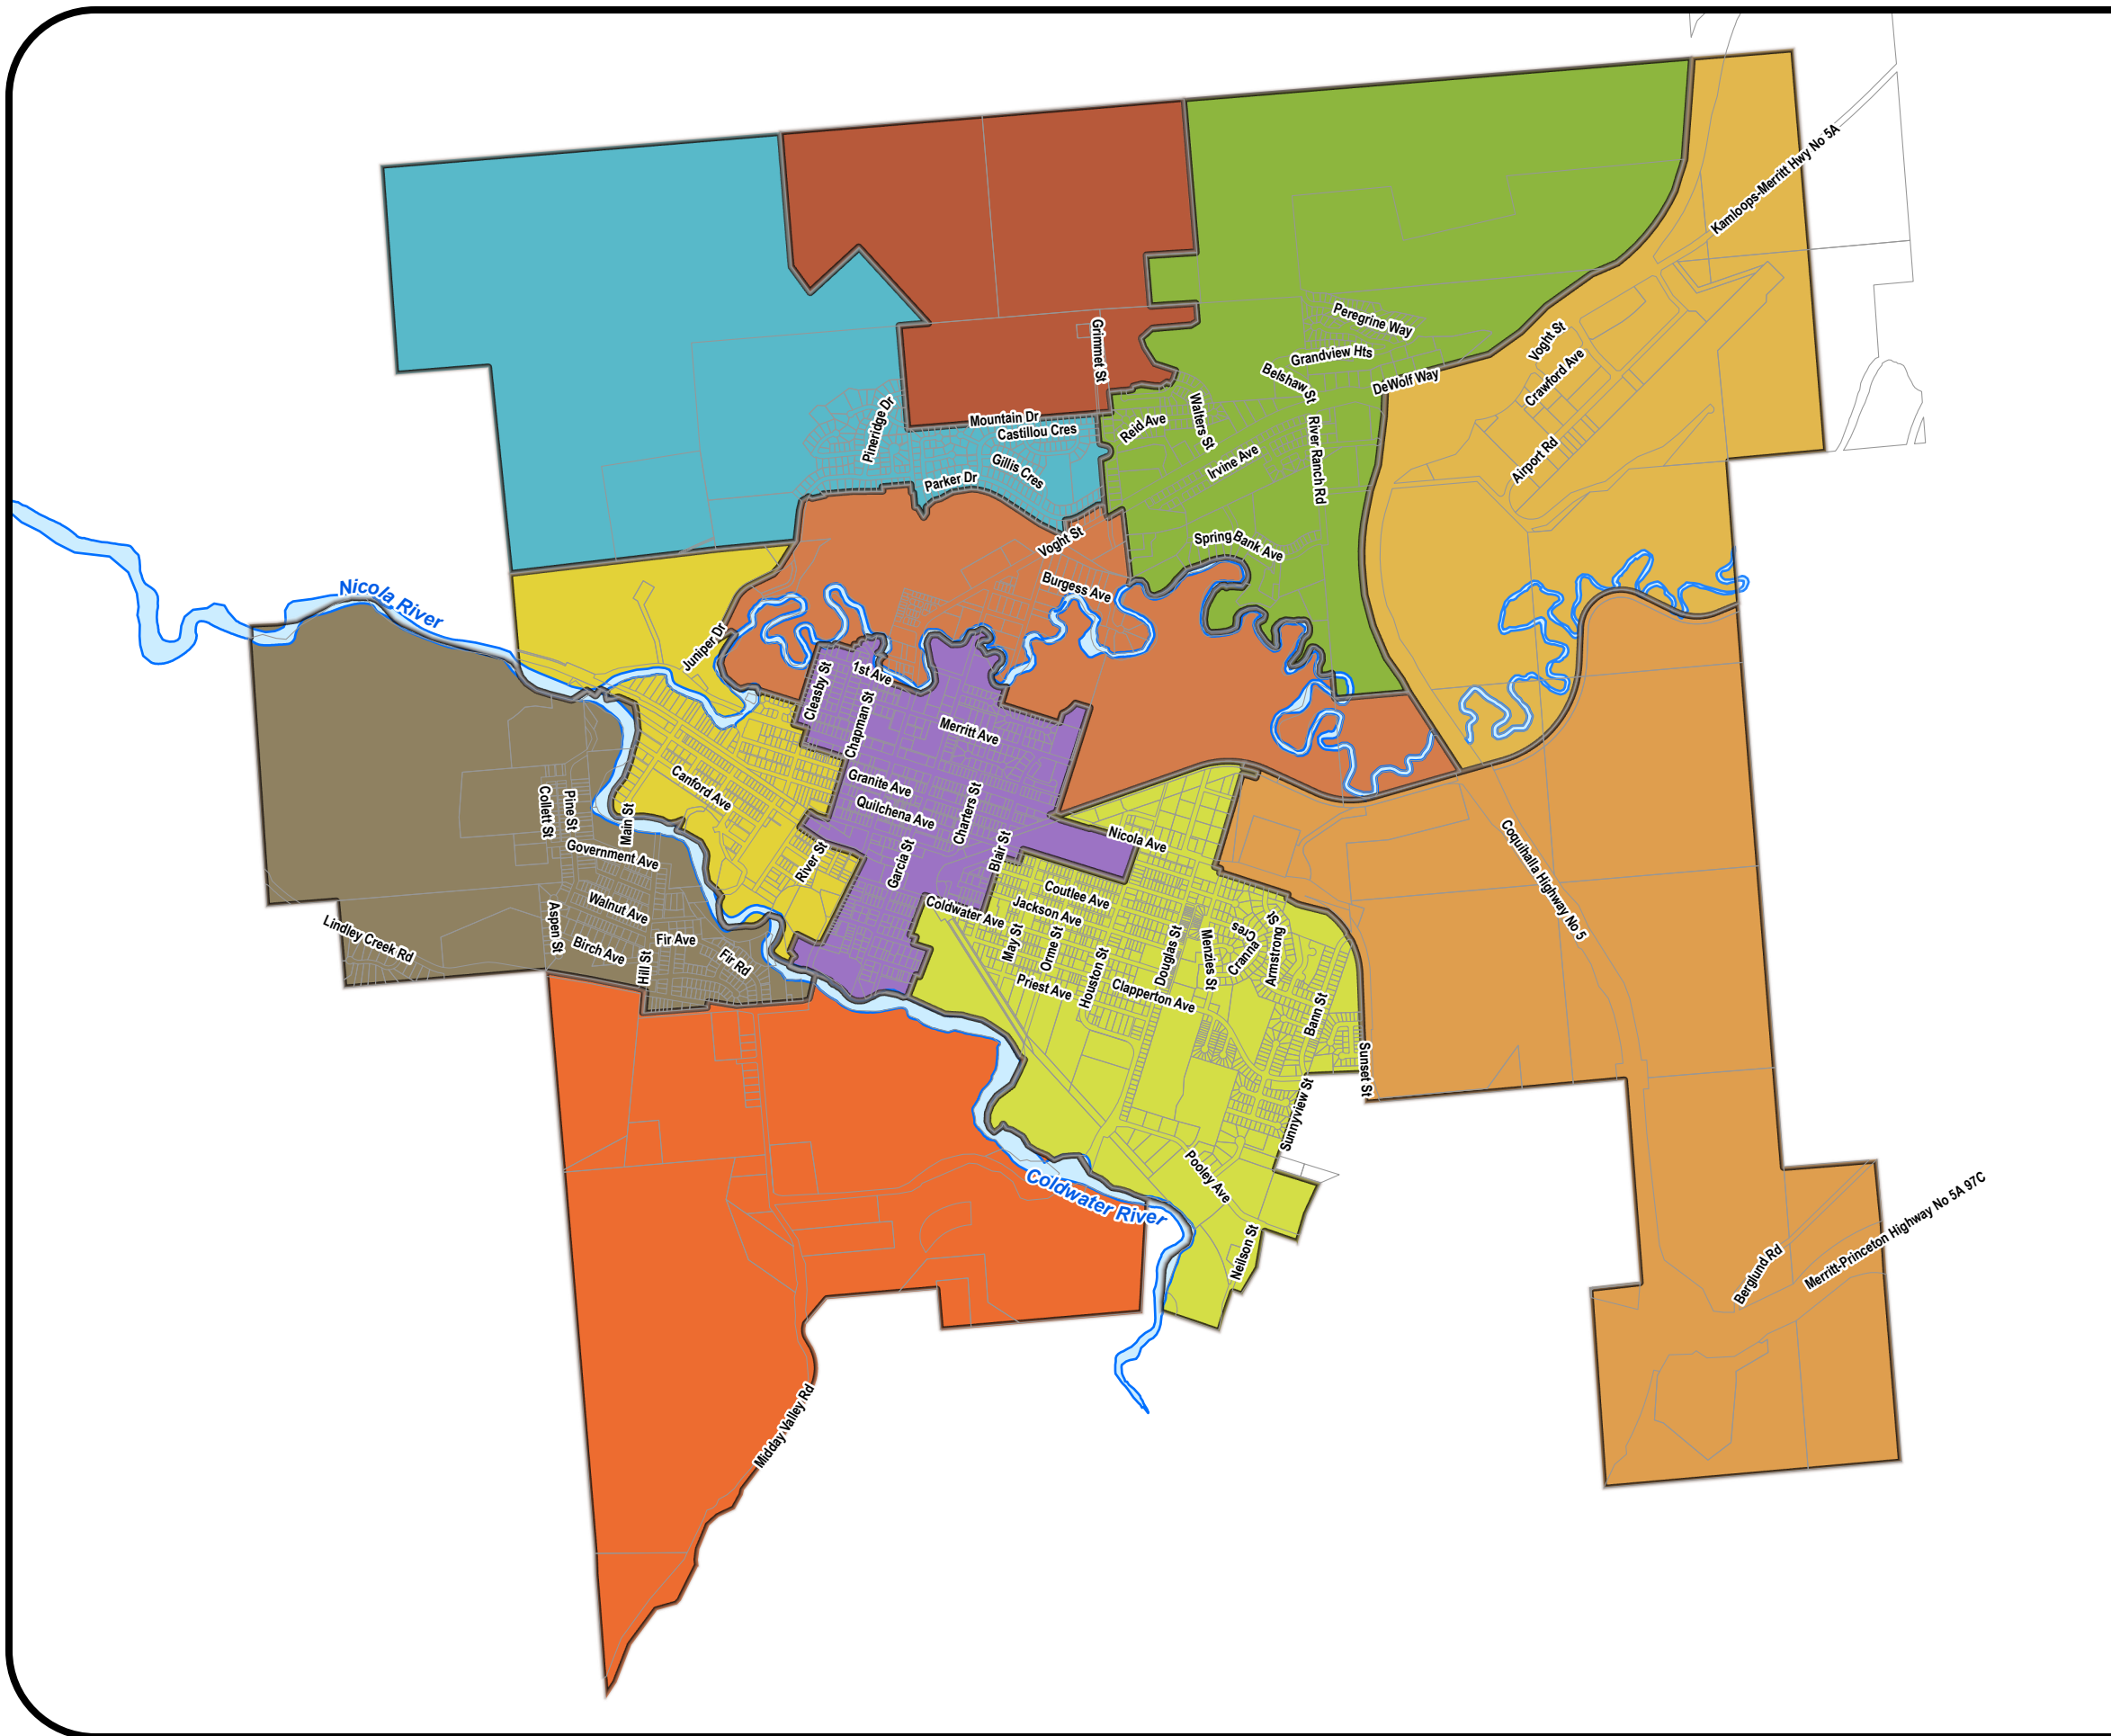 Kamloops-Merritt Hwy No 5A
Peregrine Way
Grimmet St
Voght St
Grandview Hts
Crawford Ave
Belshaw St
DeWolf Way
Mountain Dr
Castillou Cres
Pineridge Dr
Reid Ave
Walters St
River Ranch Rd
Irvine Ave
Airport Rd
Gillis Cres
Parker Dr
Voght St
Spring Bank Ave
Burgess Ave
Nicola River
Juniper Dr
1st Ave
Cleasby St
Chapman St
Merritt Ave
Canford Ave
Granite Ave
Quilchena Ave
Charters St
Collett St
Pine St
Main St
Nicola Ave
Blair St
Government Ave
River St
Garcia St
Coquihalla Highway No 5
Coutlee Ave
Jackson Ave
Coldwater Ave
Walnut Ave
Aspen St
Lindley Creek Rd
Birch Ave
Fir Ave
Fir Rd
Hill St
May St
Orme St
Houston St
Douglas St
Menzies St
Cranna Cres
Armstrong St
Priest Ave
Clapperton Ave
Bann St
Sunset St
Sunnyview St
Pooley Ave
Coldwater River
Neilson St
Berglund Rd
Merritt-Princeton Highway No 5A 97C
Midday Valley Rd